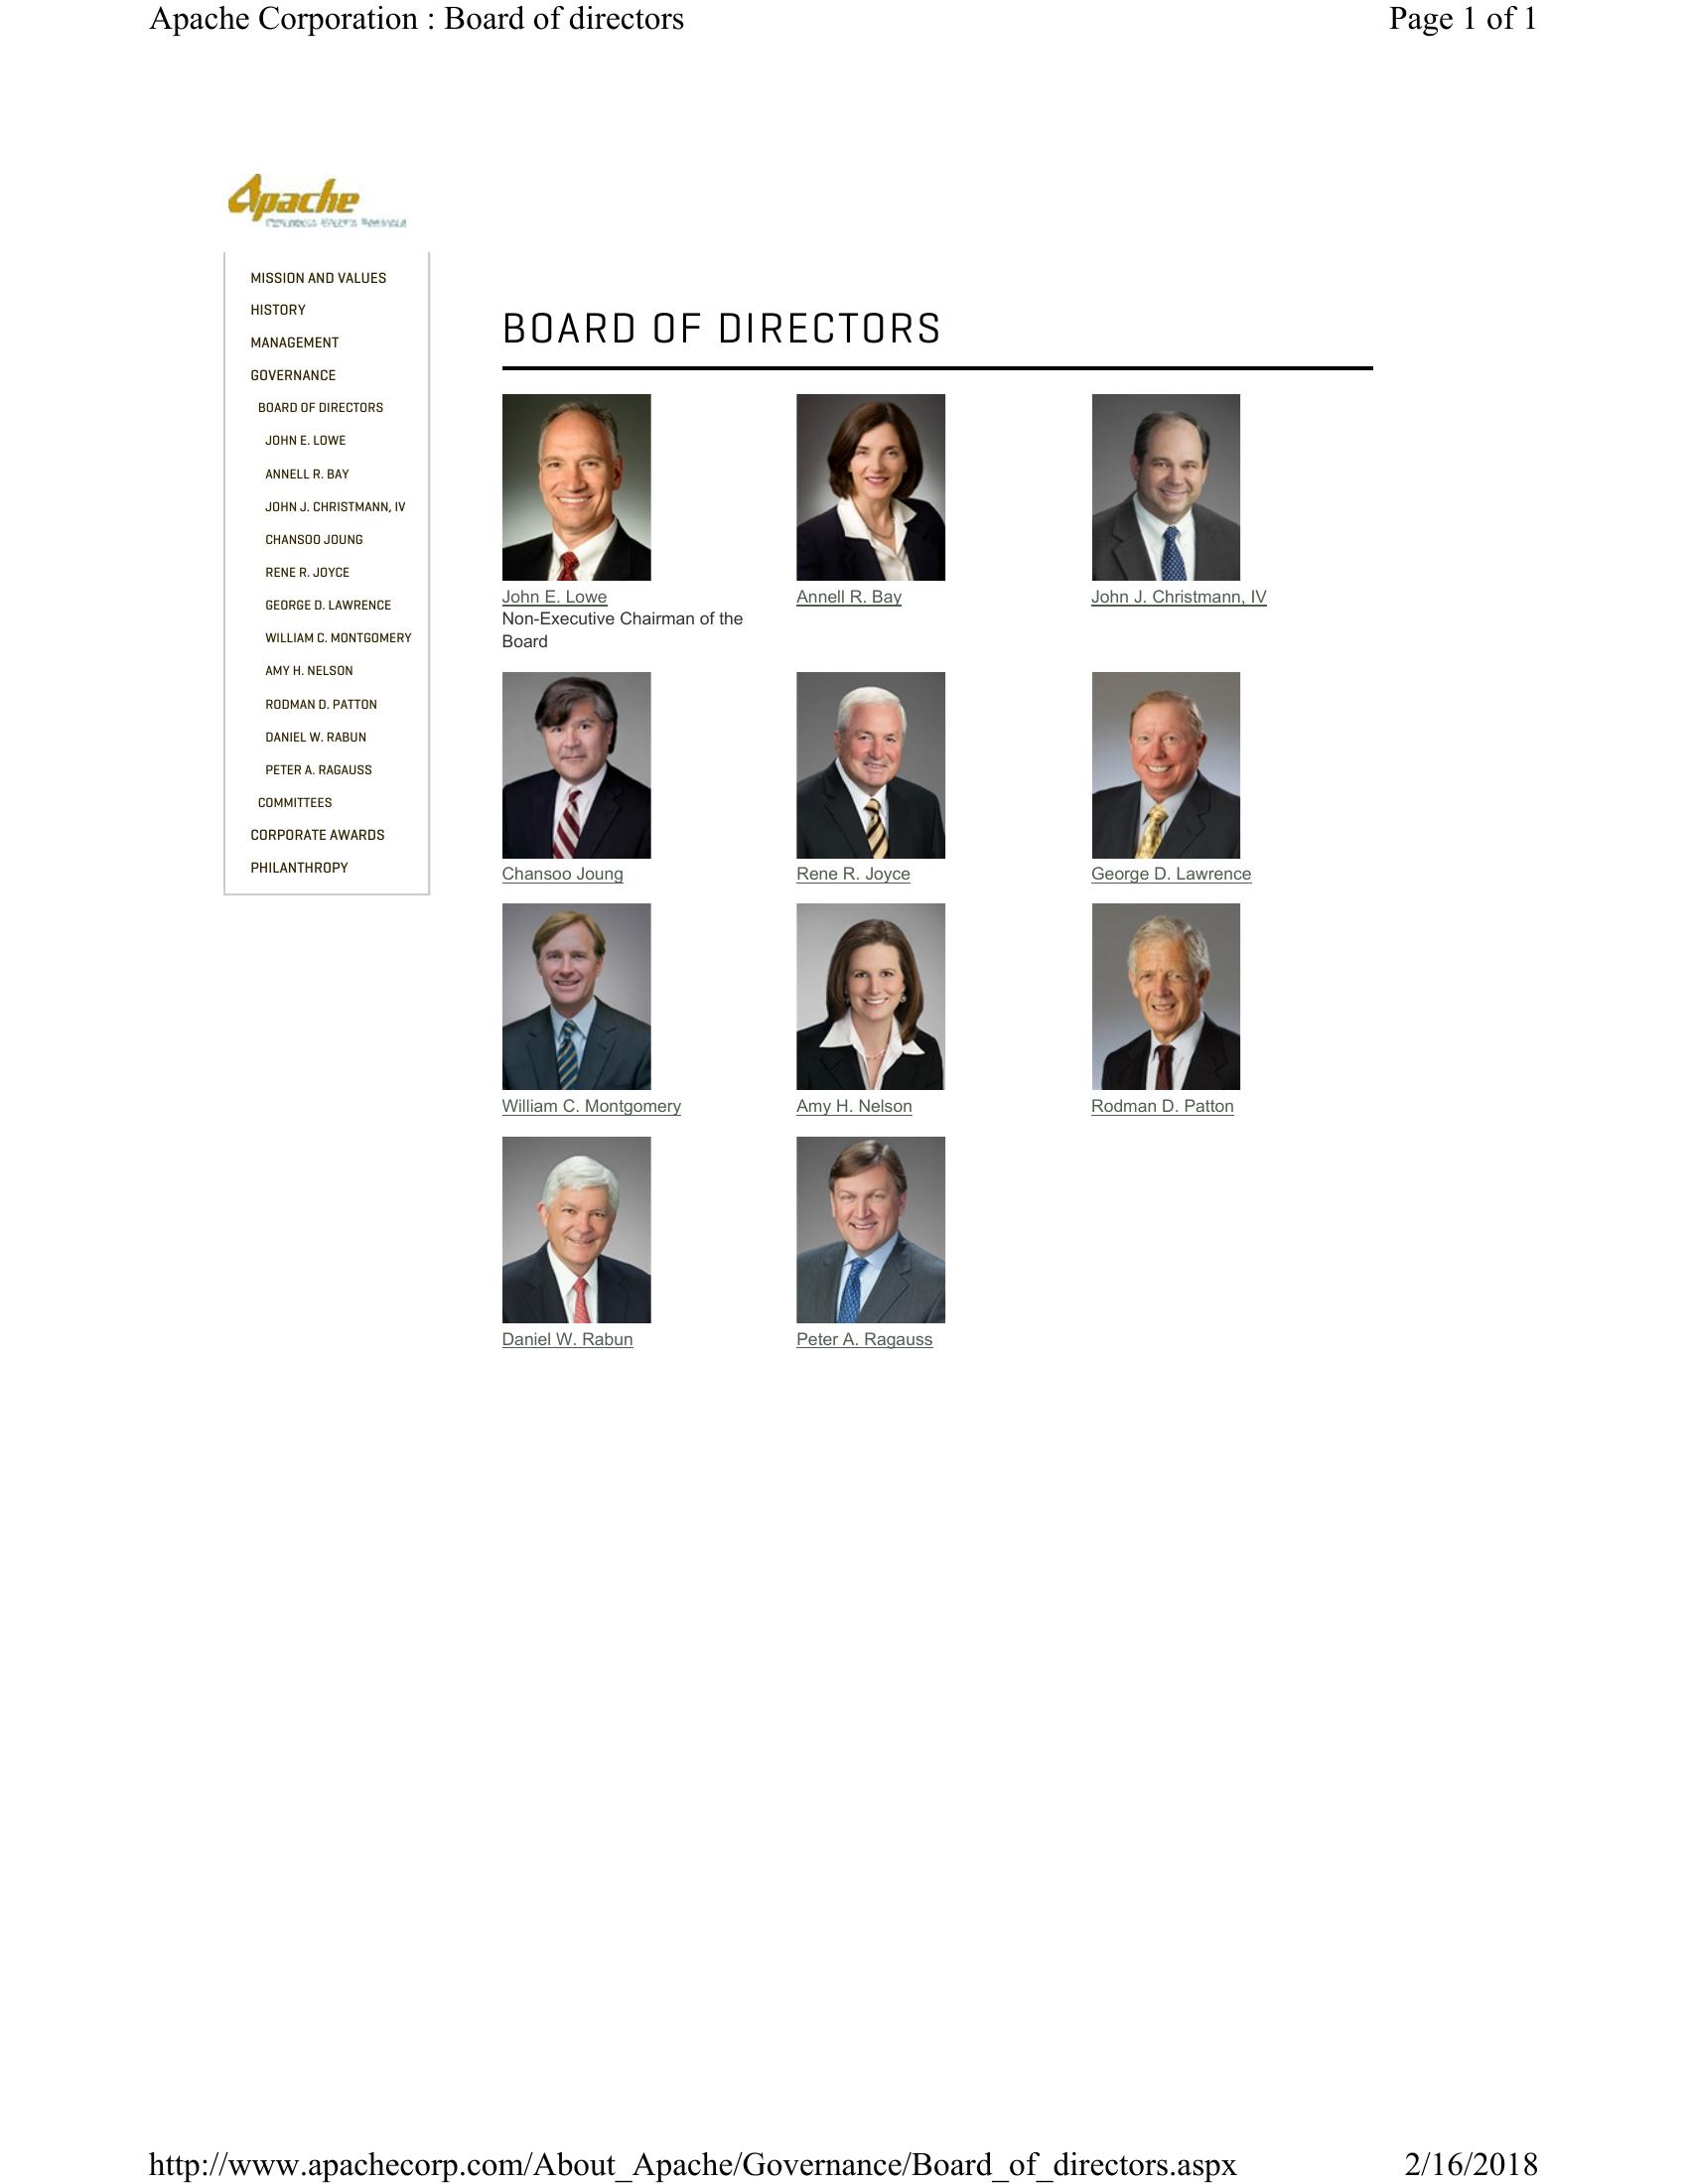 Apache Corporation : Board of directors
Page 1 of 1
Apache
MISSION AND VALUES
HISTORY
MANAGEMENT
GOVERNANCE
BOARD OF DIRECTORS
JOHN E. LOWE
ANNELL R. BAY
JOHN J. CHRISTMANN, IV
CHANSOO JOUNG
RENE R. JOYCE
GEORGE D. LAWRENCE
WILLIAM C. MONTGOMERY
AMY H. NELSON
RODMAN D. PATTON
DANIEL W. RABUN
PETER A. RAGAUSS
COMMITTEES
CORPORATE AWARDS
PHILANTHROPY
BOARD OF DIRECTORS
John E. Lowe
Non-Executive Chairman of the
Board
Annell R. Bay
John J. Christmann, IV
Chansoo Joung
Rene R. Joyce
George D. Lawrence
William C. Montgomery
Amy H. Nelson
Rodman D. Patton
Daniel W. Rabun
Peter A. Ragauss
http://www.apachecorp.com/About_Apache/Governance/Board_of_directors.aspx
2/16/2018